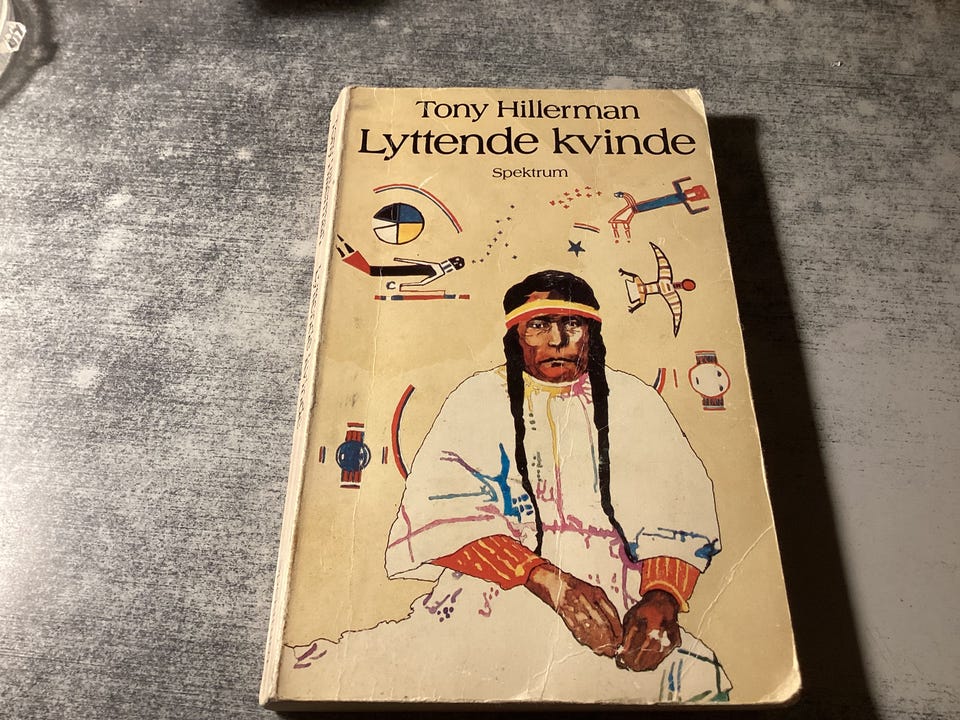 Tony Hillerman
Lyttende kvinde
Spektrum